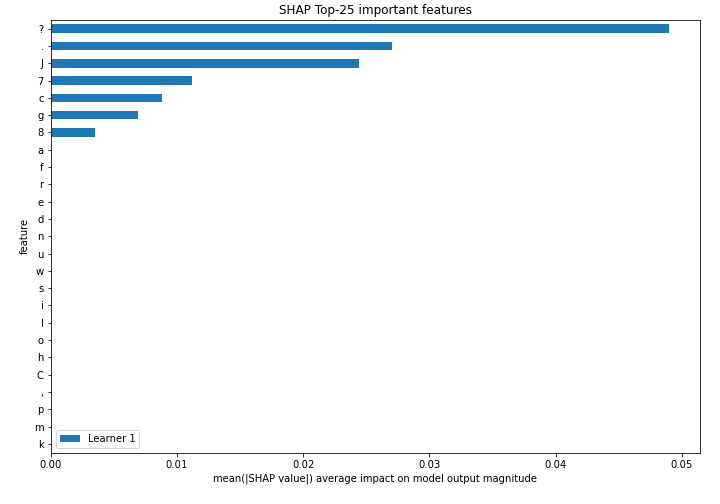 SHAP Top-25 important features
?
.
J
7
c
g
8
a
f
r
e
d
n
u
w
s
i
l
o
h
C
,
p
m
k
feature
Learner 1
0.00 0.01 0.02 0.03 0.04 0.05
mean(|SHAP value|) average impact on model output magnitude